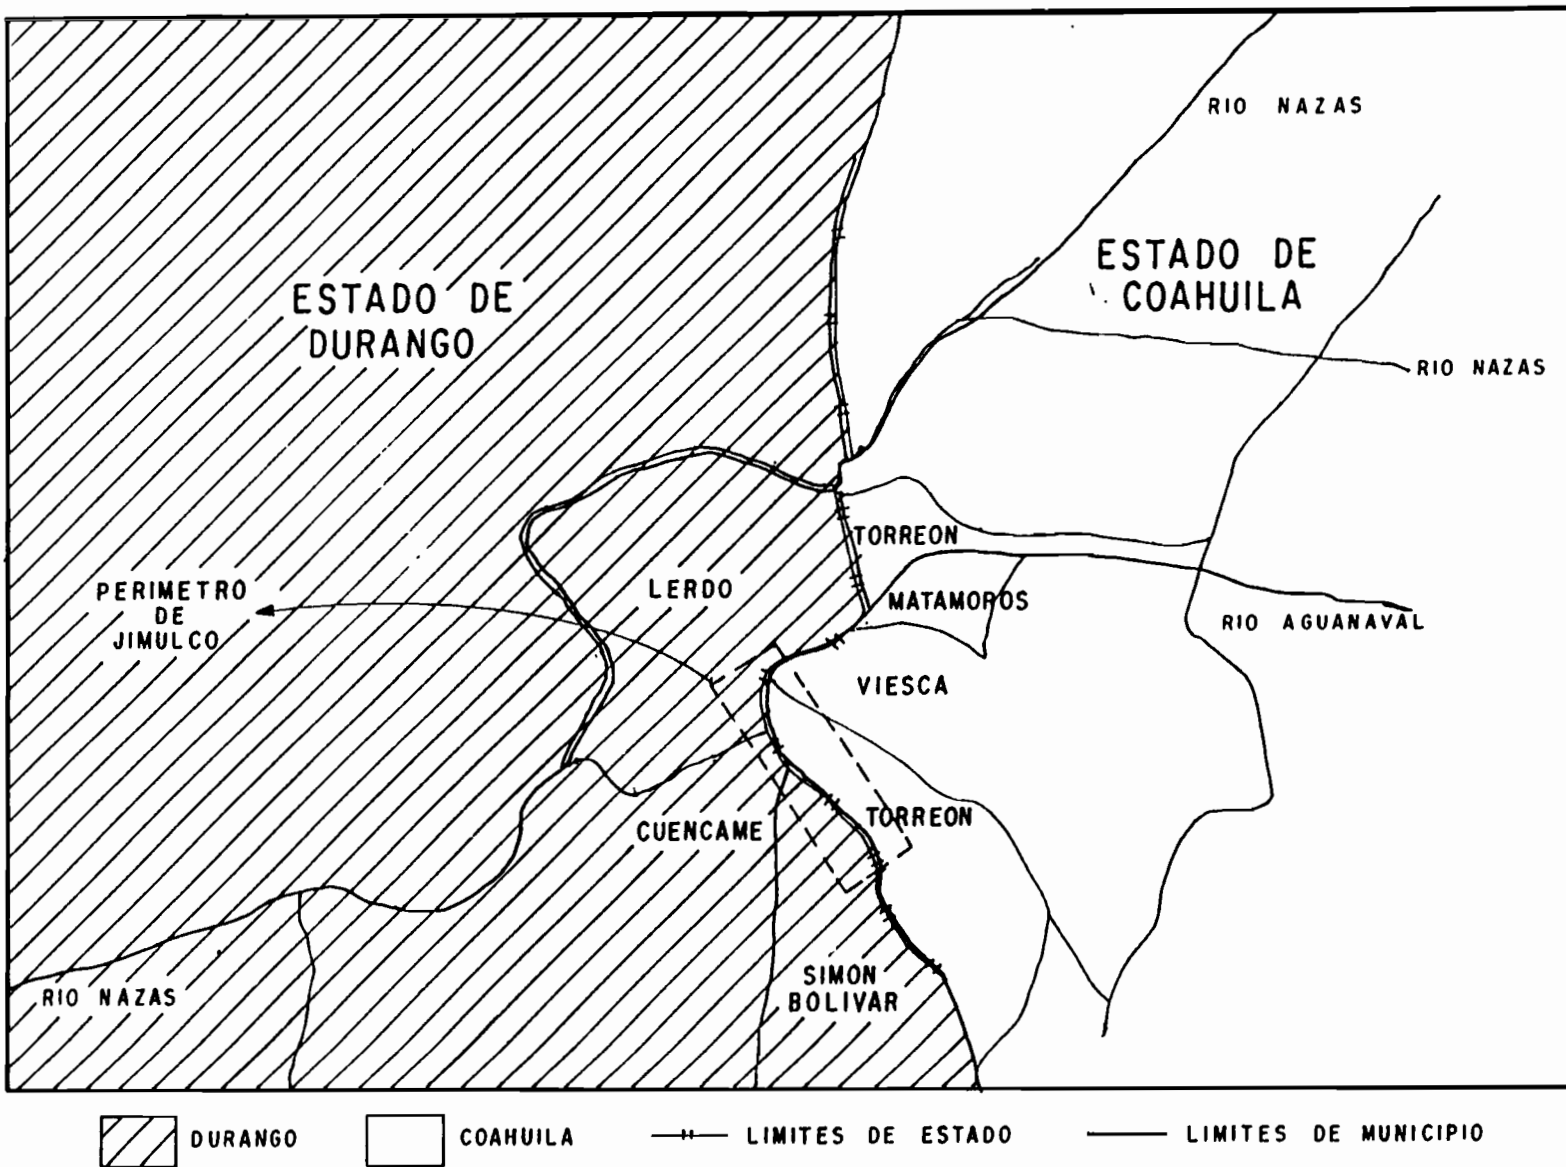 RIO NAZAS
ESTADO DE
COAHUILA
ESTADO DE
DURANGO
RIO NAZAS
TORREON
PERIMETRO
DE
JIMULCO
LERDO
MATAMOROS
RIO AGUANAVAL
VIESCA
TORREON
CUENCAME
SIMON
BOLIVAR
RIO NAZAS
DURANGO
COAHUILA
LIMITES DE ESTADO
LIMITES DE MUNICIPIO